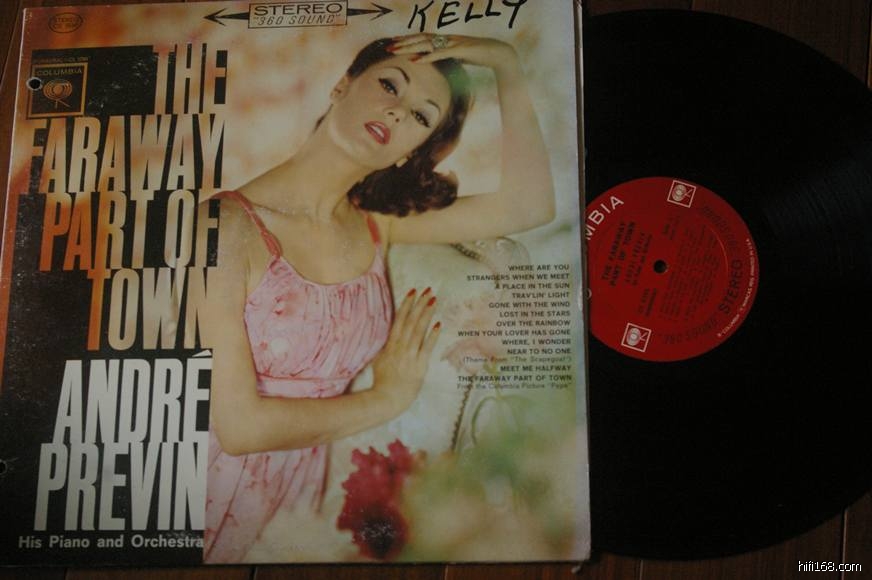 STEREO
"360 SOUND"
KELLY
STEREO
COLUMBIA
THE
FARAWAY
PART OF
TOWN
ANDRÉ
PREVIN
His Piano and Orchestra
WHERE ARE YOU
STRANGERS WHEN WE MEET
A PLACE IN THE SUN
TRAV'LIN' LIGHT
GONE WITH THE WIND
LOST IN THE STARS
OVER THE RAINBOW
WHEN YOUR LOVER HAS GONE
WHERE, I WONDER
NEAR TO NO ONE
(Theme From "The Scapegoat")
MEET ME HALFWAY
THE FARAWAY PART OF TOWN
From the Columbia Picture "Pepe"
MBIA
THE FARAWAY
PART OF TOWN
STEREO
360 SOUND
hifi168.com